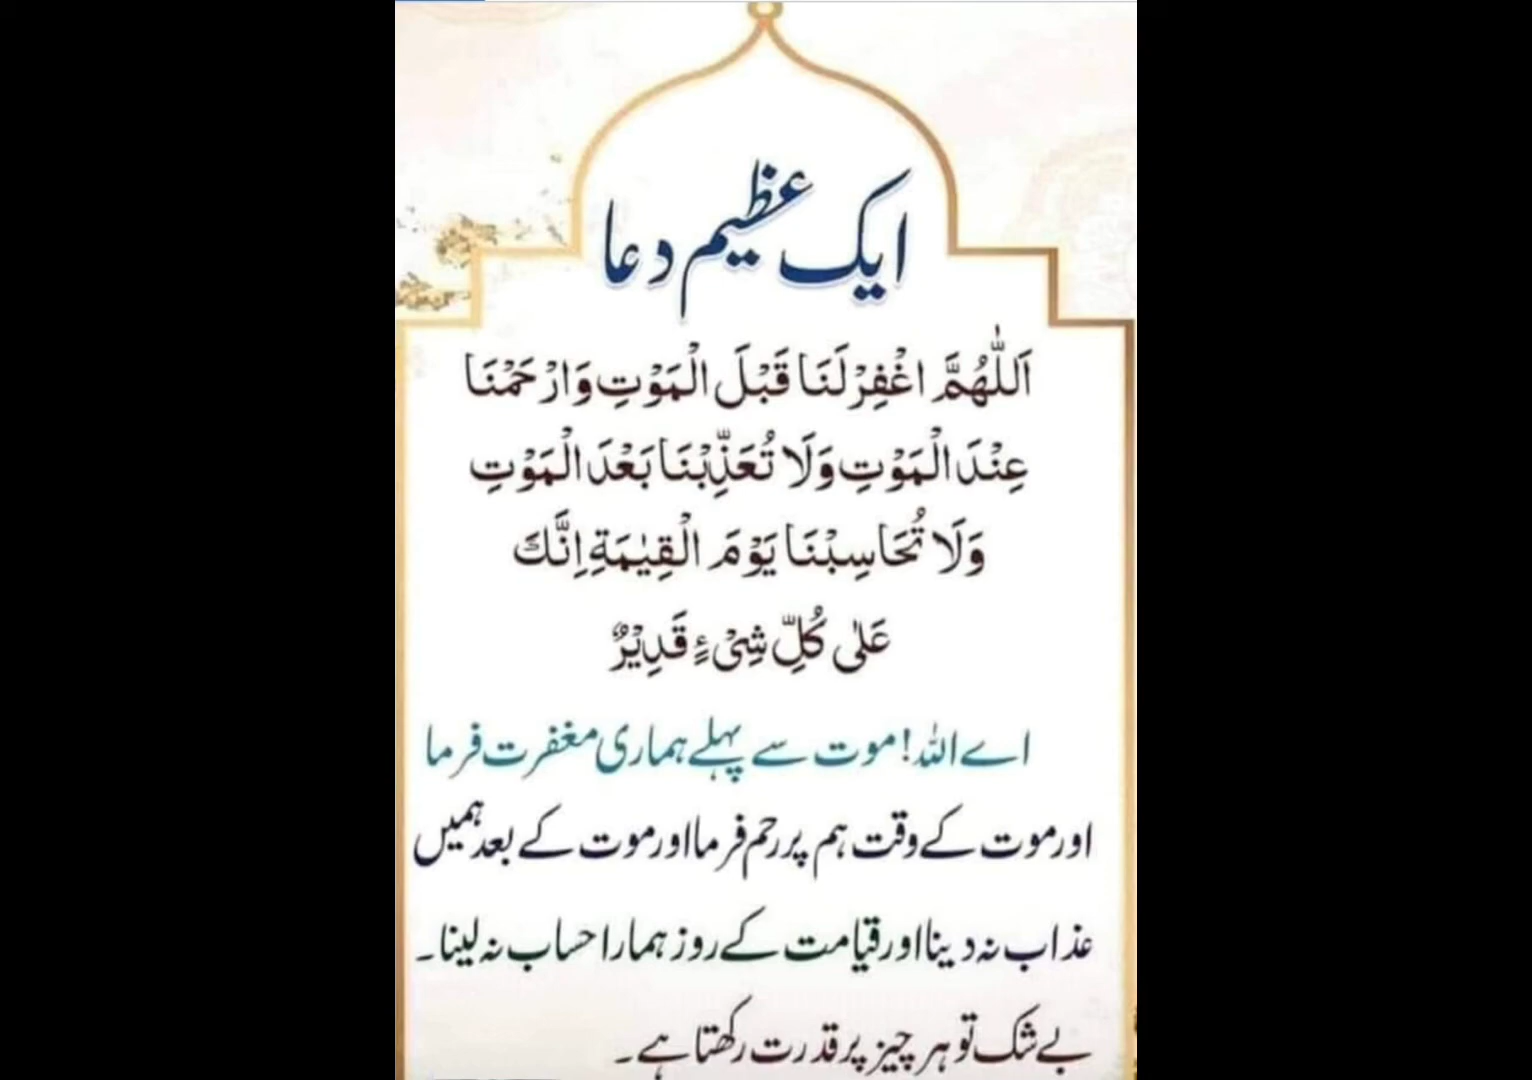 ایک عظیم دعا
اَللّٰهُمَّ اغْفِرْلَنَا قَبْلَ الْمَوْتِ وَارْحَمْنَا
عِنْدَ الْمَوْتِ وَلَا تُعَذِّبْنَا بَعْدَ الْمَوْتِ
وَلَا تُحَاسِبْنَا يَوْمَ الْقِيٰمَةِ اِنَّكَ
عَلٰى كُلِّ شِىْءٍ قَدِيْرٌ
اے اللہ! موت سے پہلے ہماری مغفرت فرما
اور موت کے وقت ہم پر رحم فرما اور موت کے بعد ہمیں
عذاب نہ دینا اور قیامت کے روز ہمارا حساب نہ لینا۔
بے شک تو ہر چیز پر قدرت رکھتا ہے۔